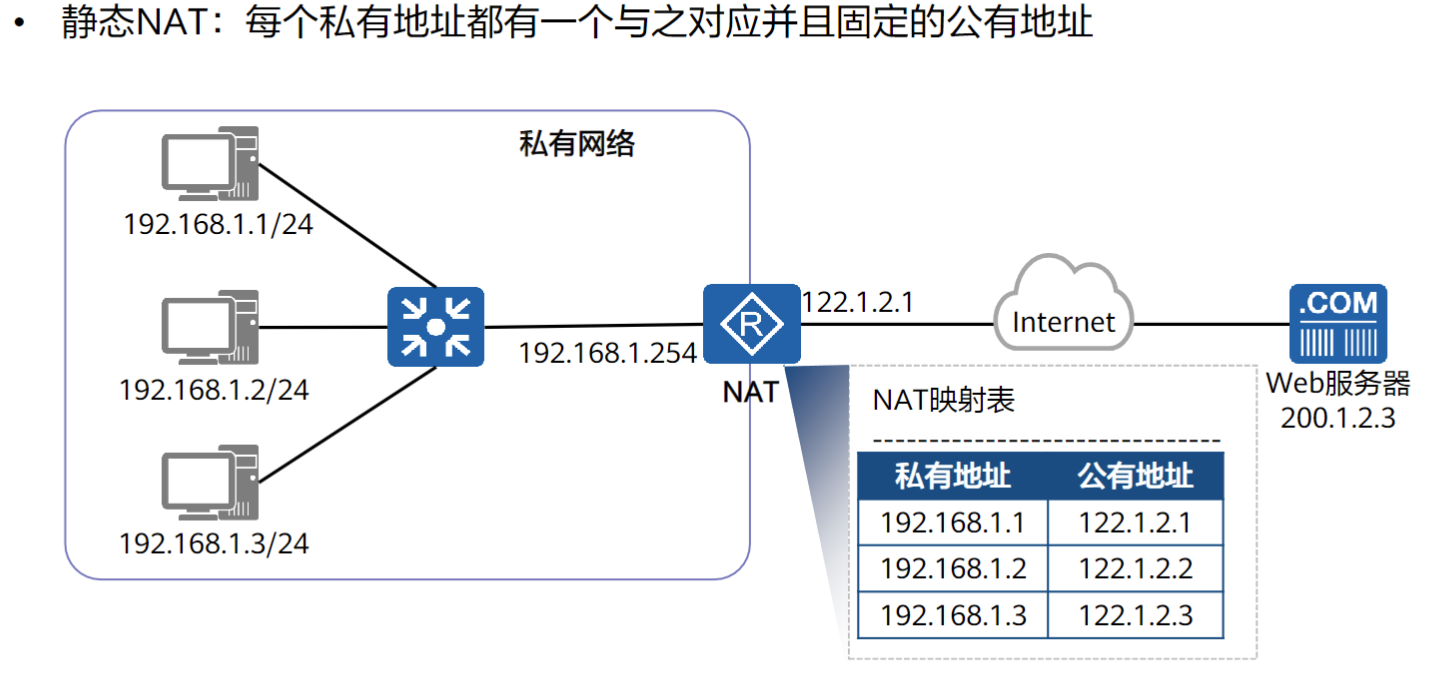 • 静态NAT：每个私有地址都有一个与之对应并且固定的公有地址
私有网络
192.168.1.1/24
192.168.1.2/24
192.168.1.3/24
192.168.1.254
R
NAT
122.1.2.1
Internet
.COM
Web服务器
200.1.2.3
NAT映射表
私有地址 公有地址
192.168.1.1 122.1.2.1
192.168.1.2 122.1.2.2
192.168.1.3 122.1.2.3